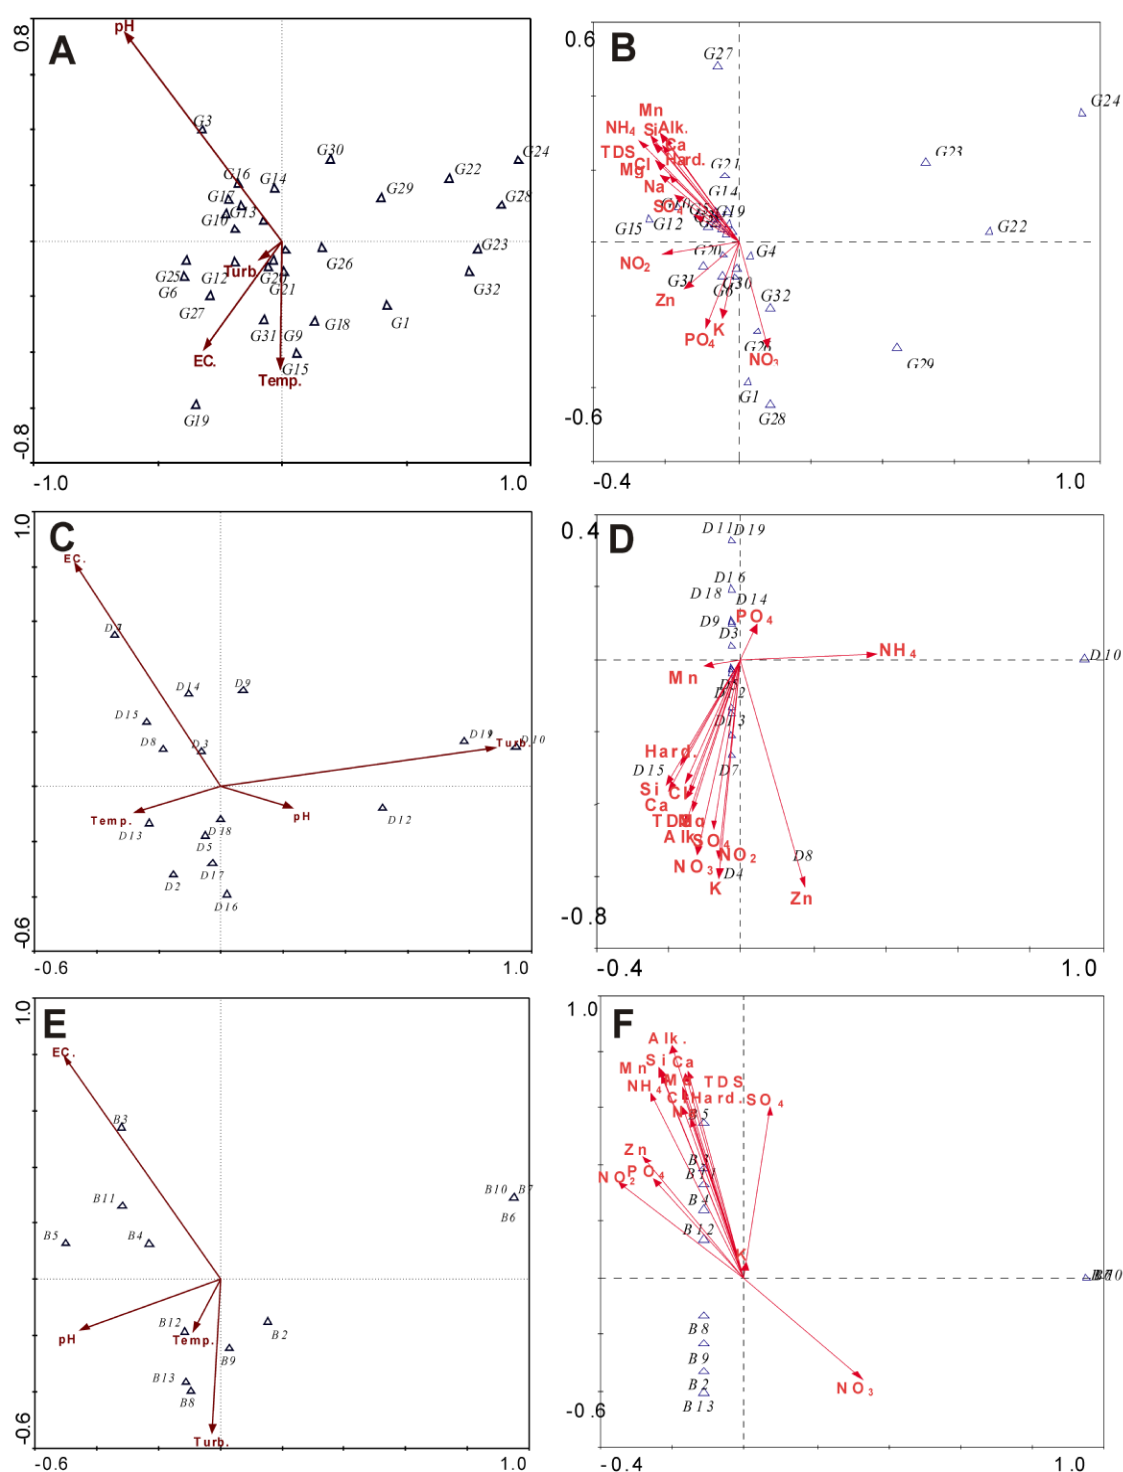 A
0.8
pH
G3
G30
G24
G16
G14
G22
G17
G29
G28
G10
G13
G23
G26
Turb.
G25
G12
G20
G32
G6
G21
G27
G1
G31
G9
G18
EC.
G15
Temp.
G19
-0.8
-1.0
1.0
B
0.6
G27
G24
Mn
NH4
Si
Alk.
Ca
G23
TDS
Cl
Hard.
Mg
G21
Na
G14
SO4
G19
G15
G12
G22
NO2
G20
G4
G31
G6
G30
Zn
G32
PO4
K
G26
NO3
G29
G1
G28
-0.6
-0.4
1.0
C
1.0
EC.
D7
D14
D9
D15
D8
D3
D19
Turb.
D10
Temp.
pH
D12
D13
D18
D5
D17
D2
D16
-0.6
-0.6
1.0
D
0.4
D11
D19
D16
D18
D14
D9
PO4
D3
NH4
D10
Mn
D13
Hard.
D15
D7
Si
Cl
Ca
TDS
Alk.
SO4
NO2
D8
NO3
D4
K
Zn
-0.8
-0.4
1.0
E
1.0
EC.
B3
B11
B10
B7
B5
B4
B6
pH
B12
Temp.
B2
B9
B13
B8
Turb.
-0.6
-0.6
1.0
F
1.0
Alk.
Si
Ca
Mn
TDS
NH4
Hard.
SO4
B5
Zn
B3
NO2
PO4
B4
B12
K
B8
B9
NO3
B2
B13
-0.6
-0.4
1.0